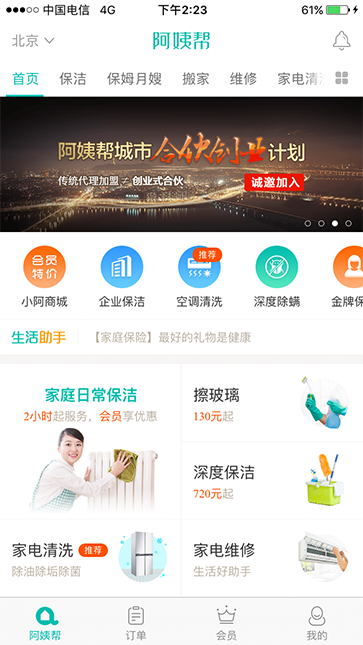 中国电信 4G 下午2:23 61%
北京 阿姨帮
首页 保洁 保姆月嫂 搬家 维修 家电清洗
阿姨帮城市合伙创业计划
传统代理加盟≠创业式合伙 诚邀加入
会员特价
推荐
小阿商城 企业保洁 空调清洗 深度除螨 金牌保
生活助手 【家庭保险】最好的礼物是健康
家庭日常保洁
2小时起服务，会员享优惠
擦玻璃
130元起
深度保洁
720元起
家电清洗 推荐
除油除垢除菌
家电维修
生活好助手
阿姨帮 订单 会员 我的